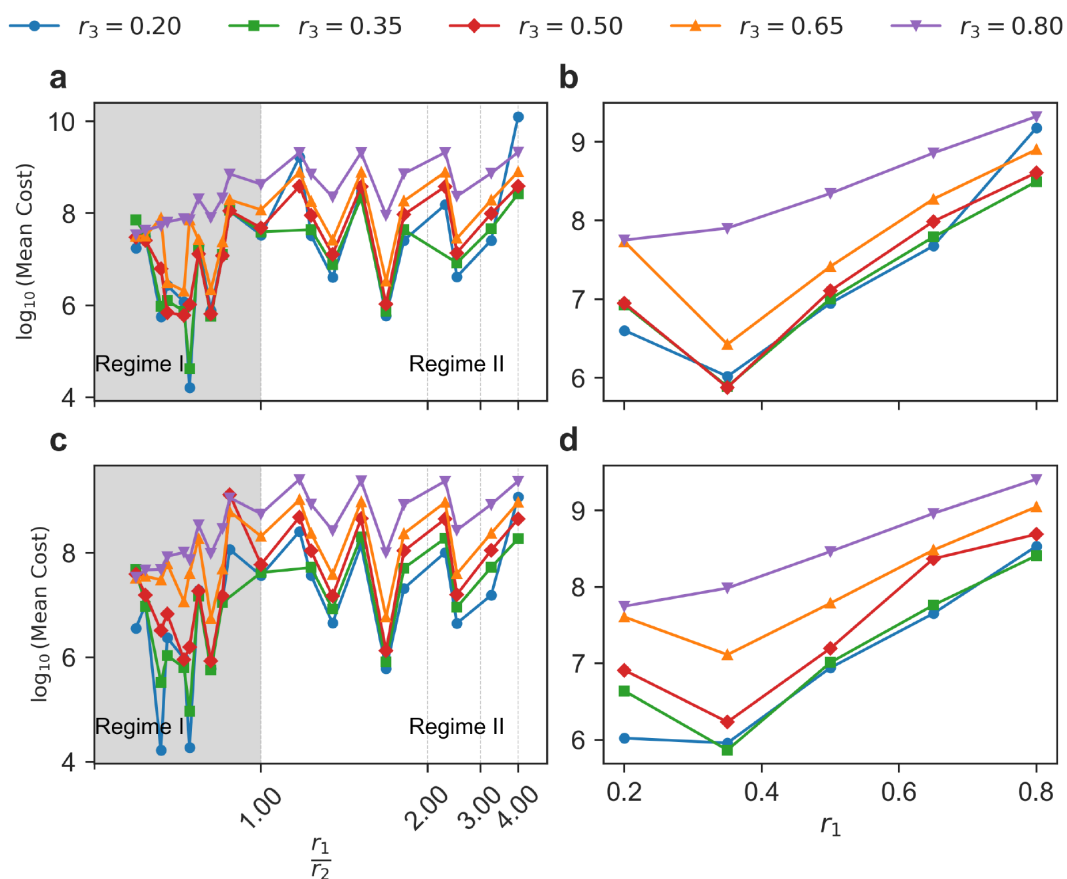 r₃ = 0.20 r₃ = 0.35 r₃ = 0.50 r₃ = 0.65 r₃ = 0.80
a
log₁₀(Mean Cost)
10
8
6
4
Regime I
Regime II
b
9
8
7
6
c
log₁₀(Mean Cost)
8
6
4
Regime I
Regime II
1.00 2.00 3.00 4.00
r₁
r₂
d
9
8
7
6
0.2 0.4 0.6 0.8
r₁